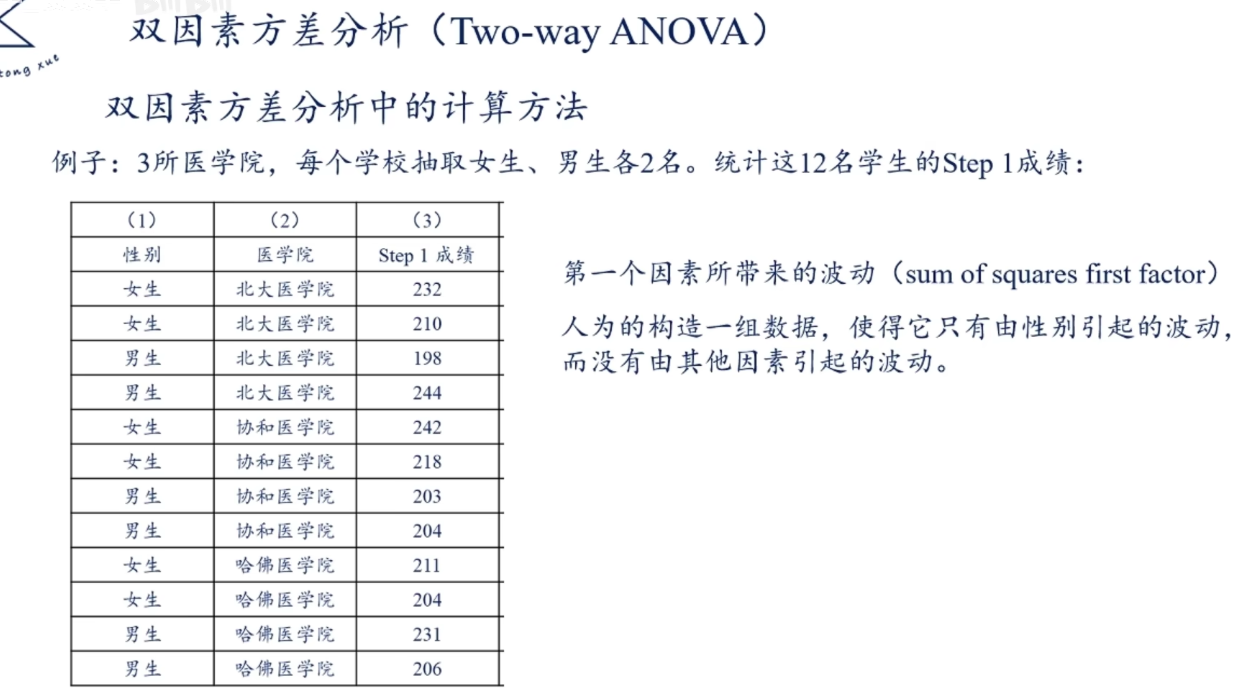 BiliBili
双因素方差分析（Two-way ANOVA）
tong xue
双因素方差分析中的计算方法
例子：3所医学院，每个学校抽取女生、男生各2名。统计这12名学生的Step 1成绩：
（1） （2） （3）
性别 医学院 Step 1 成绩
女生 北大医学院 232
女生 北大医学院 210
男生 北大医学院 198
男生 北大医学院 244
女生 协和医学院 242
女生 协和医学院 218
男生 协和医学院 203
男生 协和医学院 204
女生 哈佛医学院 211
女生 哈佛医学院 204
男生 哈佛医学院 231
男生 哈佛医学院 206
第一个因素所带来的波动（sum of squares first factor）
人为的构造一组数据，使得它只有由性别引起的波动，
而没有由其他因素引起的波动。